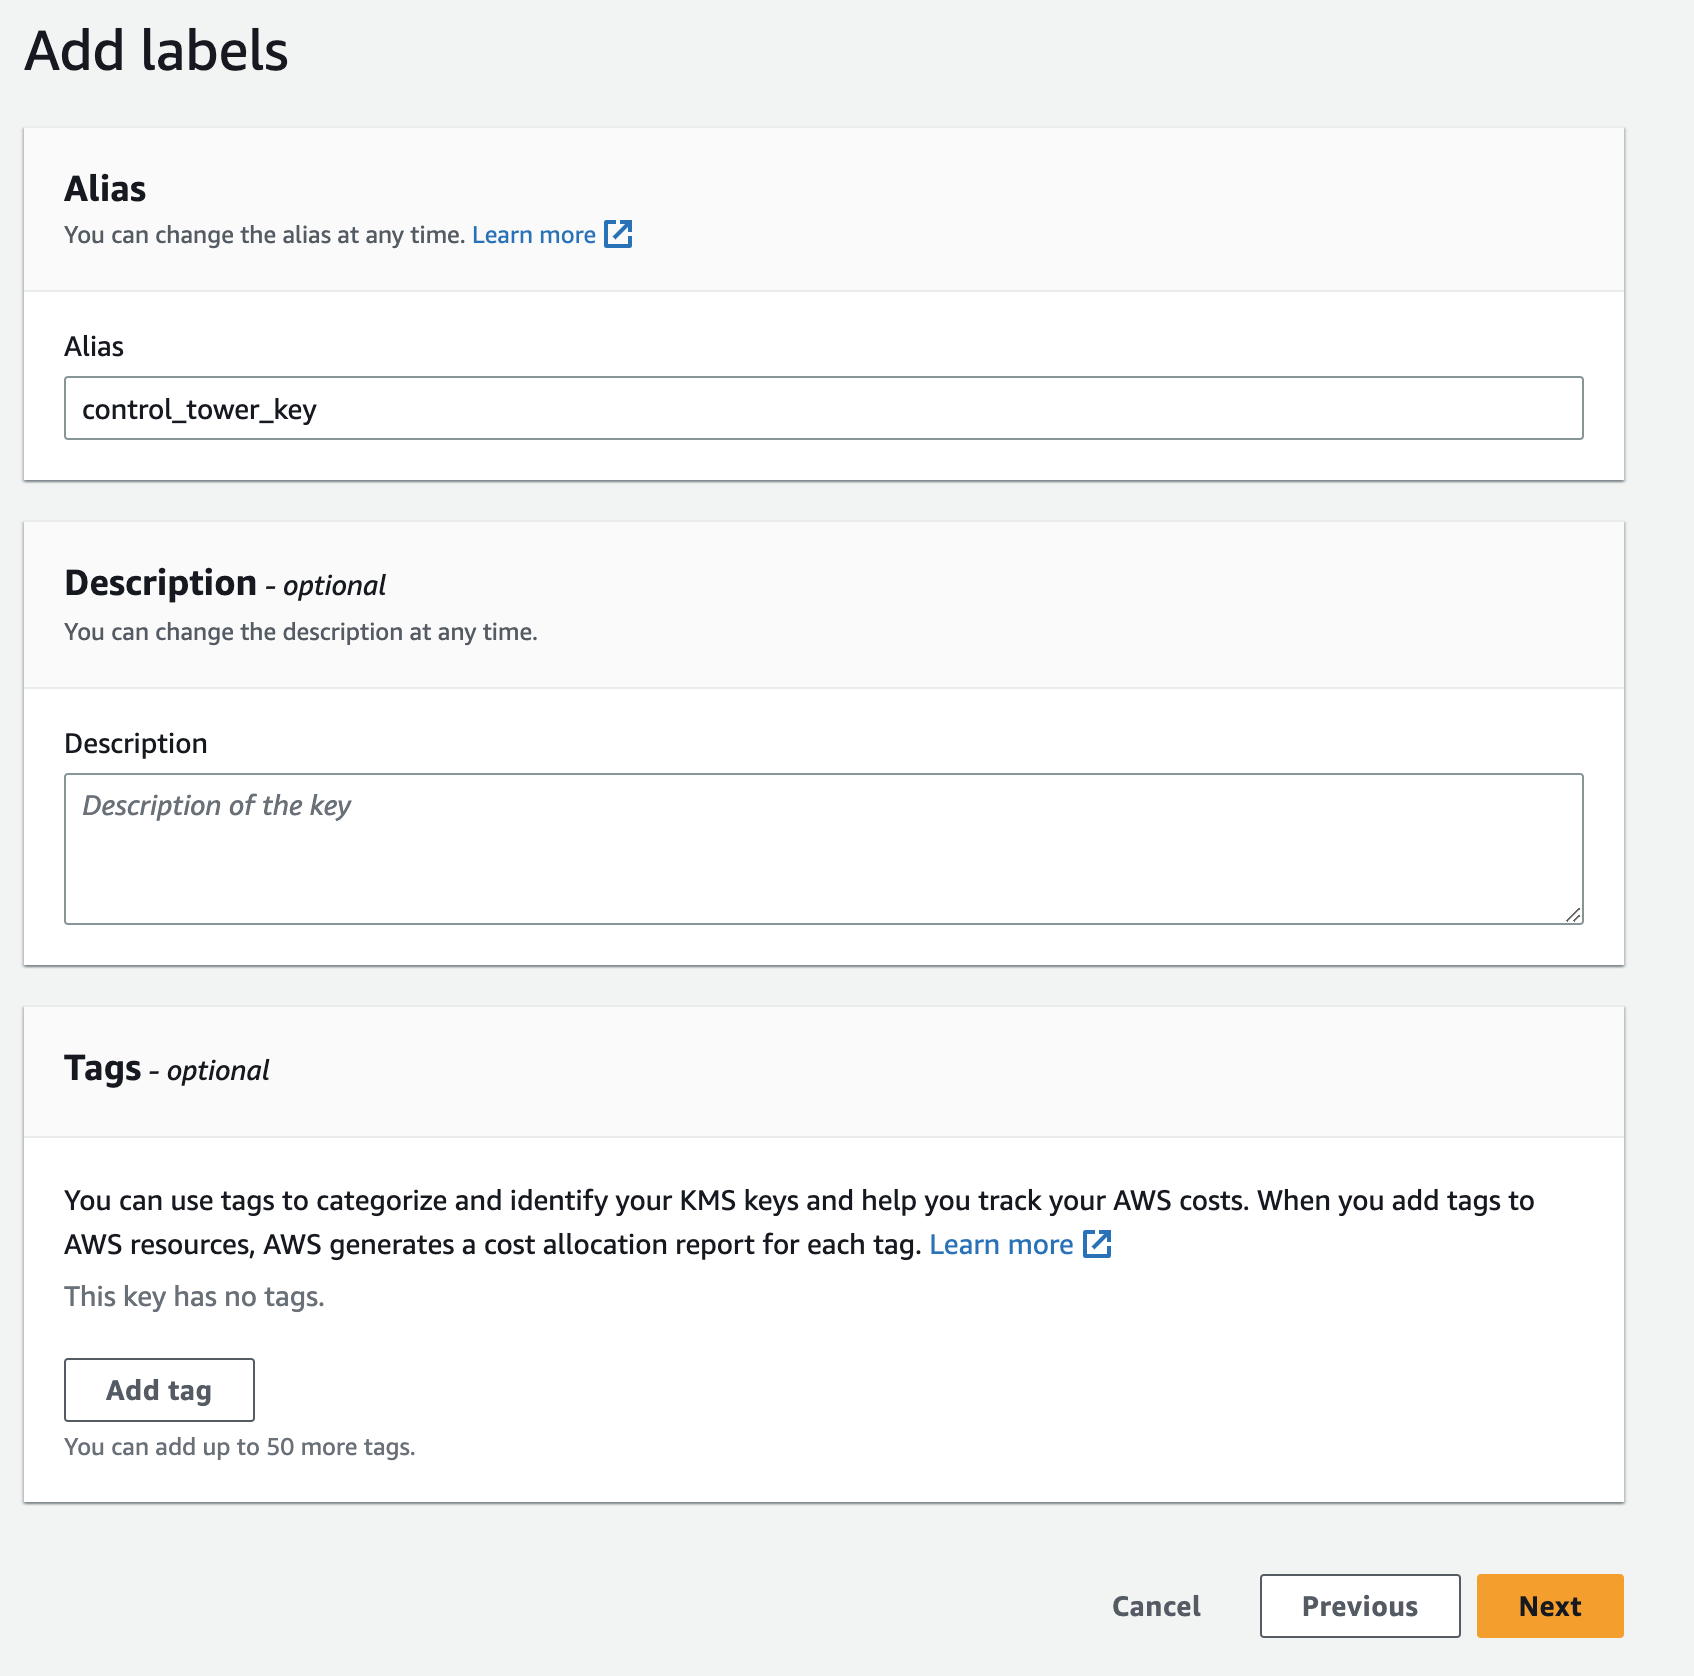 Add labels
Alias
You can change the alias at any time. Learn more
Alias
control_tower_key
Description - optional
You can change the description at any time.
Description
Description of the key
Tags - optional
You can use tags to categorize and identify your KMS keys and help you track your AWS costs. When you add tags to
AWS resources, AWS generates a cost allocation report for each tag. Learn more
This key has no tags.
Add tag
You can add up to 50 more tags.
Cancel Previous Next